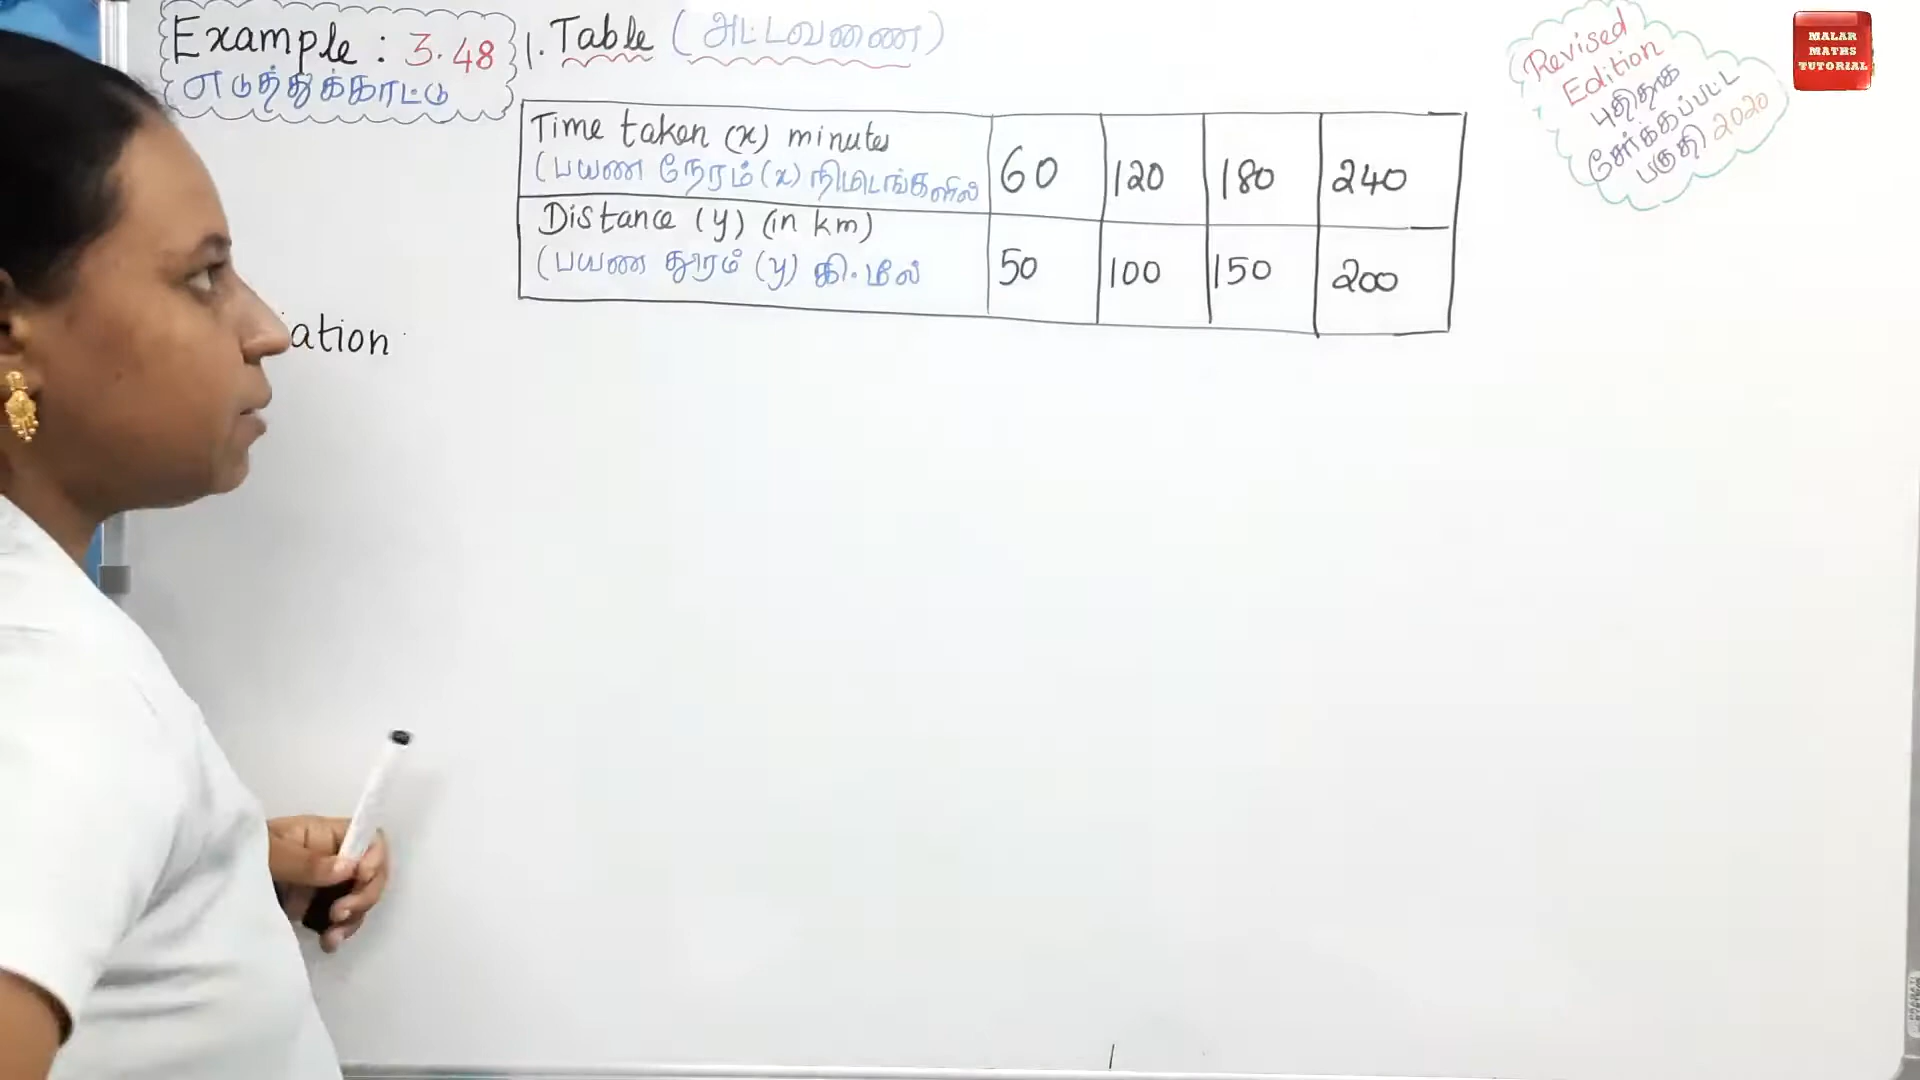 Example : 3.48
எடுத்துக்காட்டு
1. Table (அட்டவணை)
Time taken (x) minutes
(பயண நேரம் (x) நிமிடங்களில்
60 120 180 240
Distance (y) (in km)
(பயண தூரம் (y) கி.மீல்
50 100 150 200
ation
Revised
Edition
புதிதாக
சேர்க்கப்பட்ட
பகுதி 2020
MALAR
MATHS
TUTORIAL